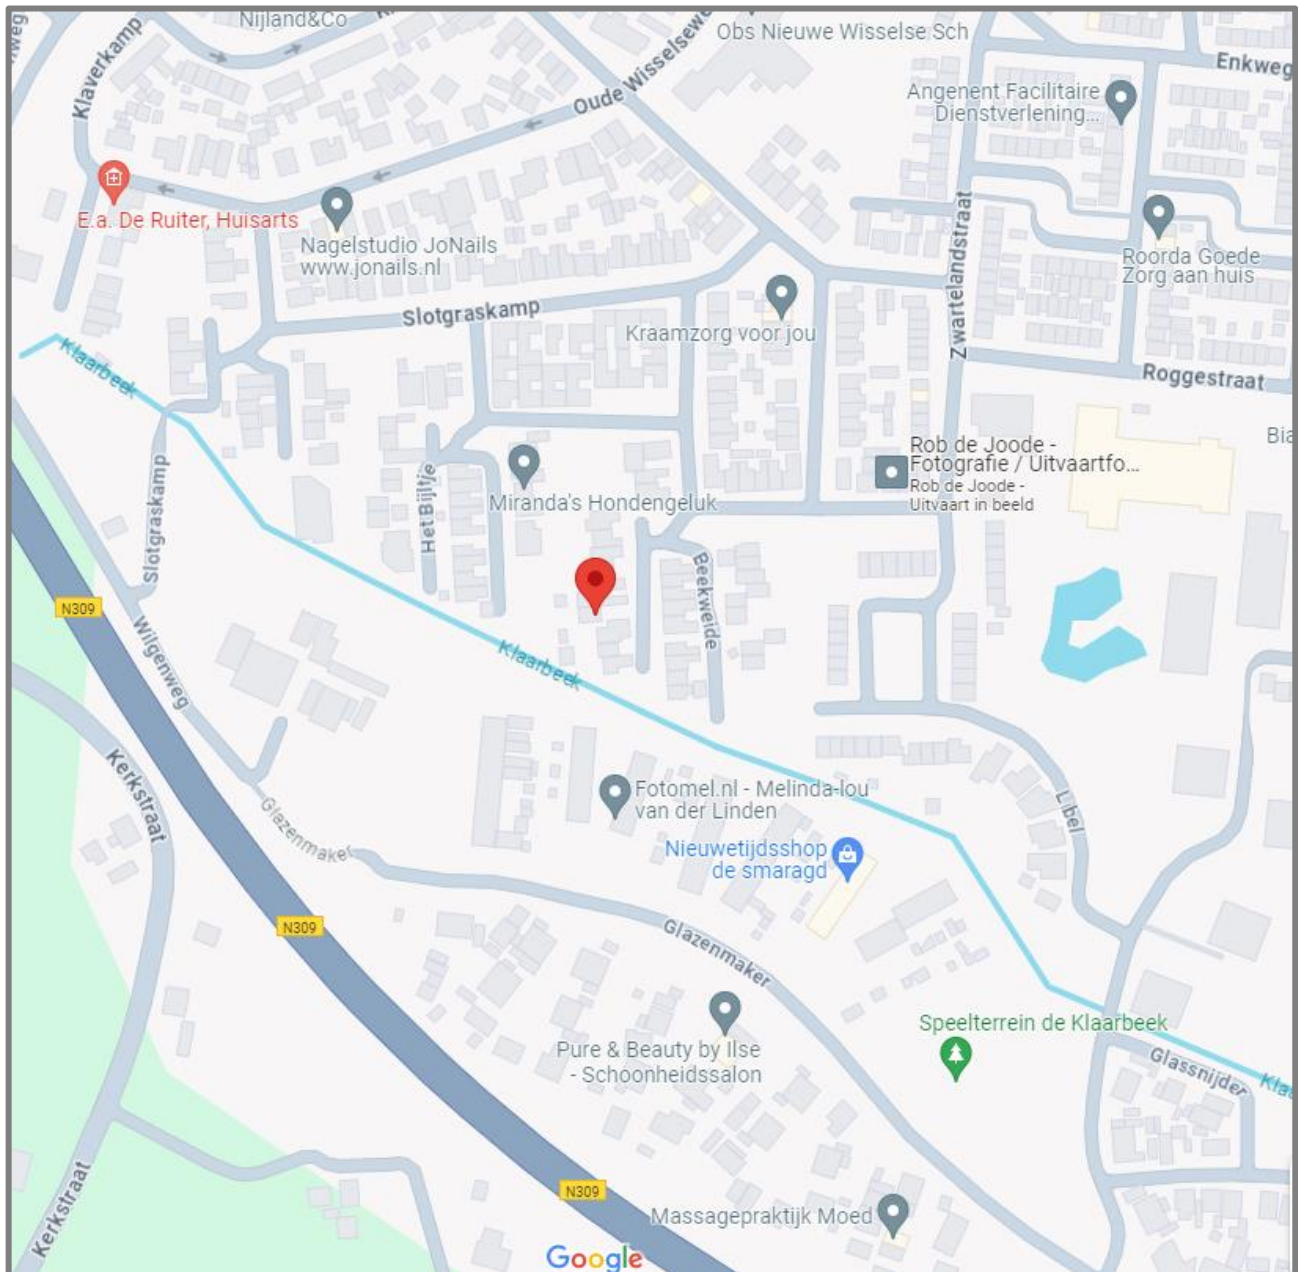 Nijland&Co
Obs Nieuwe Wisselse Sch
Klaverkamp
Oude Wisselsewe
Enkweg
Angenent Facilitaire
Dienstverlening...
E.a. De Ruiter, Huisarts
Nagelstudio JoNails
www.jonails.nl
Zwartelandstraat
Roorda Goede
Zorg aan huis
Slotgraskamp
Kraamzorg voor jou
Klaarbeek
Roggestraat
Bia
Rob de Joode -
Fotografie / Uitvaartfo...
Rob de Joode -
Uitvaart in beeld
Miranda's Hondengeluk
Het Bijltje
Slotgraskamp
Beekweide
N309
Wilgenweg
Klaarbeek
Kerkstraat
Glazenmaker
Fotomel.nl - Melinda-lou
van der Linden
Libel
Nieuwetijdsshop
de smaragd
N309
Glazenmaker
Speelterrein de Klaarbeek
Pure & Beauty by Ilse
- Schoonheidssalon
Glassnijder
Klaa
Kerkstraat
N309
Massagepraktijk Moed
Google